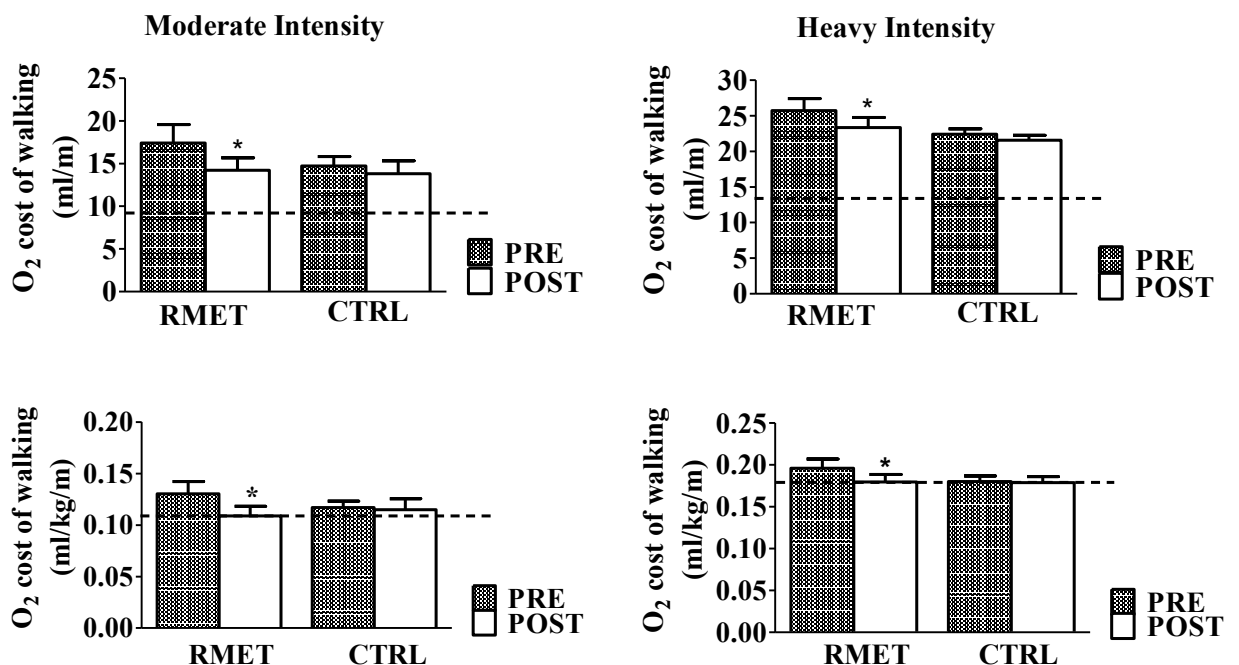 Moderate Intensity
O2 cost of walking
(ml/m)
25
20
15
10
5
0
*
RMET
CTRL
PRE
POST
Heavy Intensity
O2 cost of walking
(ml/m)
30
25
20
15
10
5
0
*
RMET
CTRL
PRE
POST
O2 cost of walking
(ml/kg/m)
0.20
0.15
0.10
0.05
0.00
*
RMET
CTRL
PRE
POST
O2 cost of walking
(ml/kg/m)
0.25
0.20
0.15
0.10
0.05
0.00
*
RMET
CTRL
PRE
POST